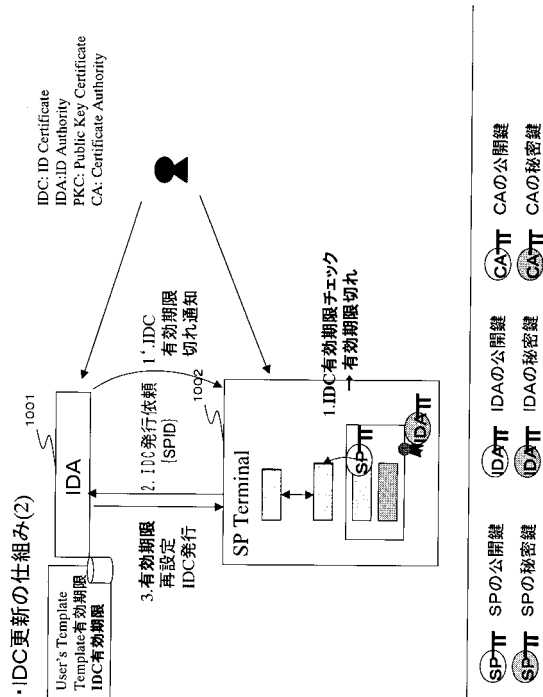 ・IDC更新の仕組み(2)
User's Template
Template有効期限
IDC有効期限
IDA
1001
IDC: ID Certificate
IDA:ID Authority
PKC: Public Key Certificate
CA: Certificate Authority
1'.IDC
有効期限
切れ通知
2. IDC発行依頼
{SPID}
3.有効期限
再設定
IDC発行
1002
SP Terminal
1.IDC有効期限チェック
→ 有効期限切れ
SP
IDA
SP SPの公開鍵
SP SPの秘密鍵
IDA IDAの公開鍵
IDA IDAの秘密鍵
CA CAの公開鍵
CA CAの秘密鍵